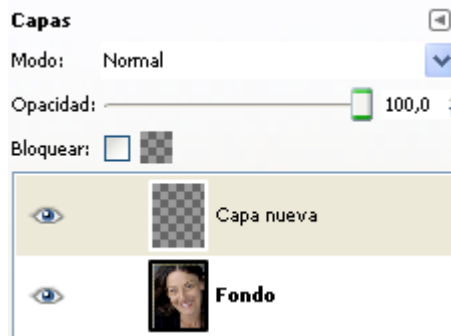 Capas
Modo: Normal
Opacidad: 100,0
Bloquear:
Capa nueva
Fondo